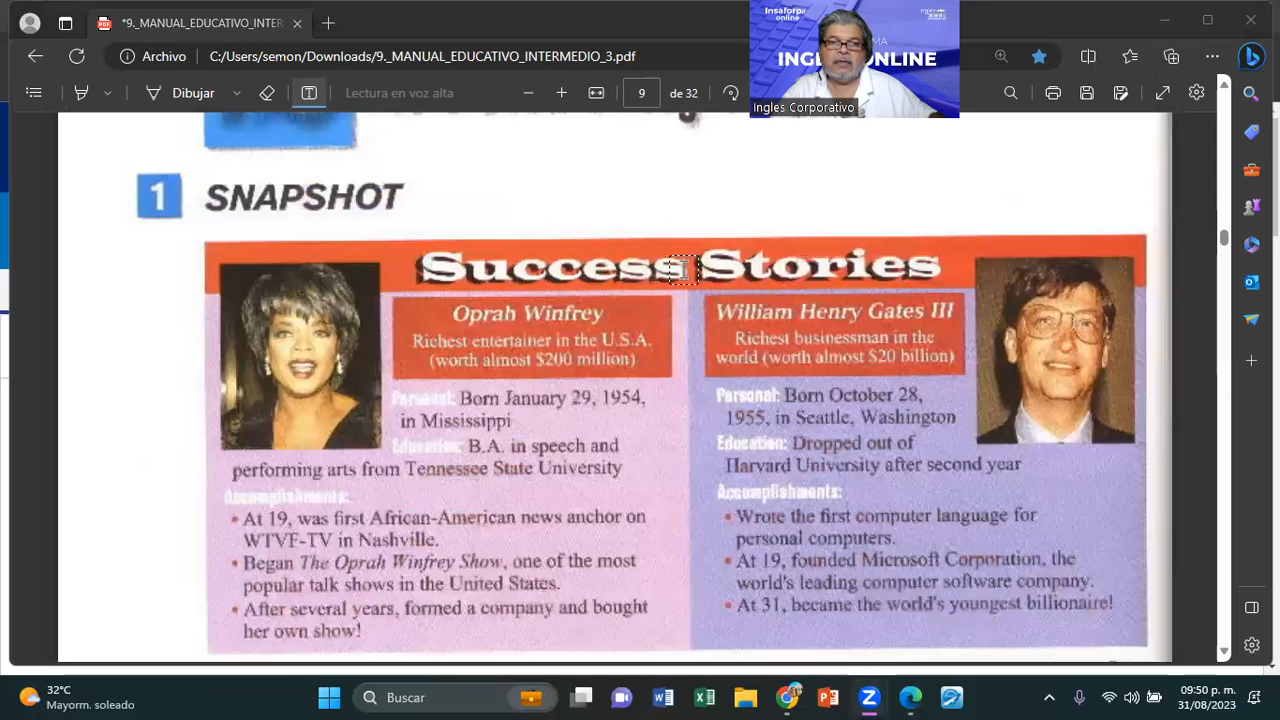 *9._MANUAL_EDUCATIVO_INTER
Archivo
C:/Users/semon/Downloads/9._MANUAL_EDUCATIVO_INTERMEDIO_3.pdf
Dibujar
Lectura en voz alta
9
de 32
Insaforp
online
INGL
ONLINE
Ingles Corporativo
1 SNAPSHOT
Success Stories
Oprah Winfrey
Richest entertainer in the U.S.A.
(worth almost $200 million)
Personal: Born January 29, 1954,
in Mississippi
Education: B.A. in speech and
performing arts from Tennessee State University
Accomplishments:
• At 19, was first African-American news anchor on
WTVF-TV in Nashville.
• Began The Oprah Winfrey Show, one of the most
popular talk shows in the United States.
• After several years, formed a company and bought
her own show!
William Henry Gates III
Richest businessman in the
world (worth almost $20 billion)
Personal: Born October 28,
1955, in Seattle, Washington
Education: Dropped out of
Harvard University after second year
Accomplishments:
• Wrote the first computer language for
personal computers.
• At 19, founded Microsoft Corporation, the
world's leading computer software company.
• At 31, became the world's youngest billionaire!
32°C
Mayorm. soleado
Buscar
09:50 p. m.
31/08/2023